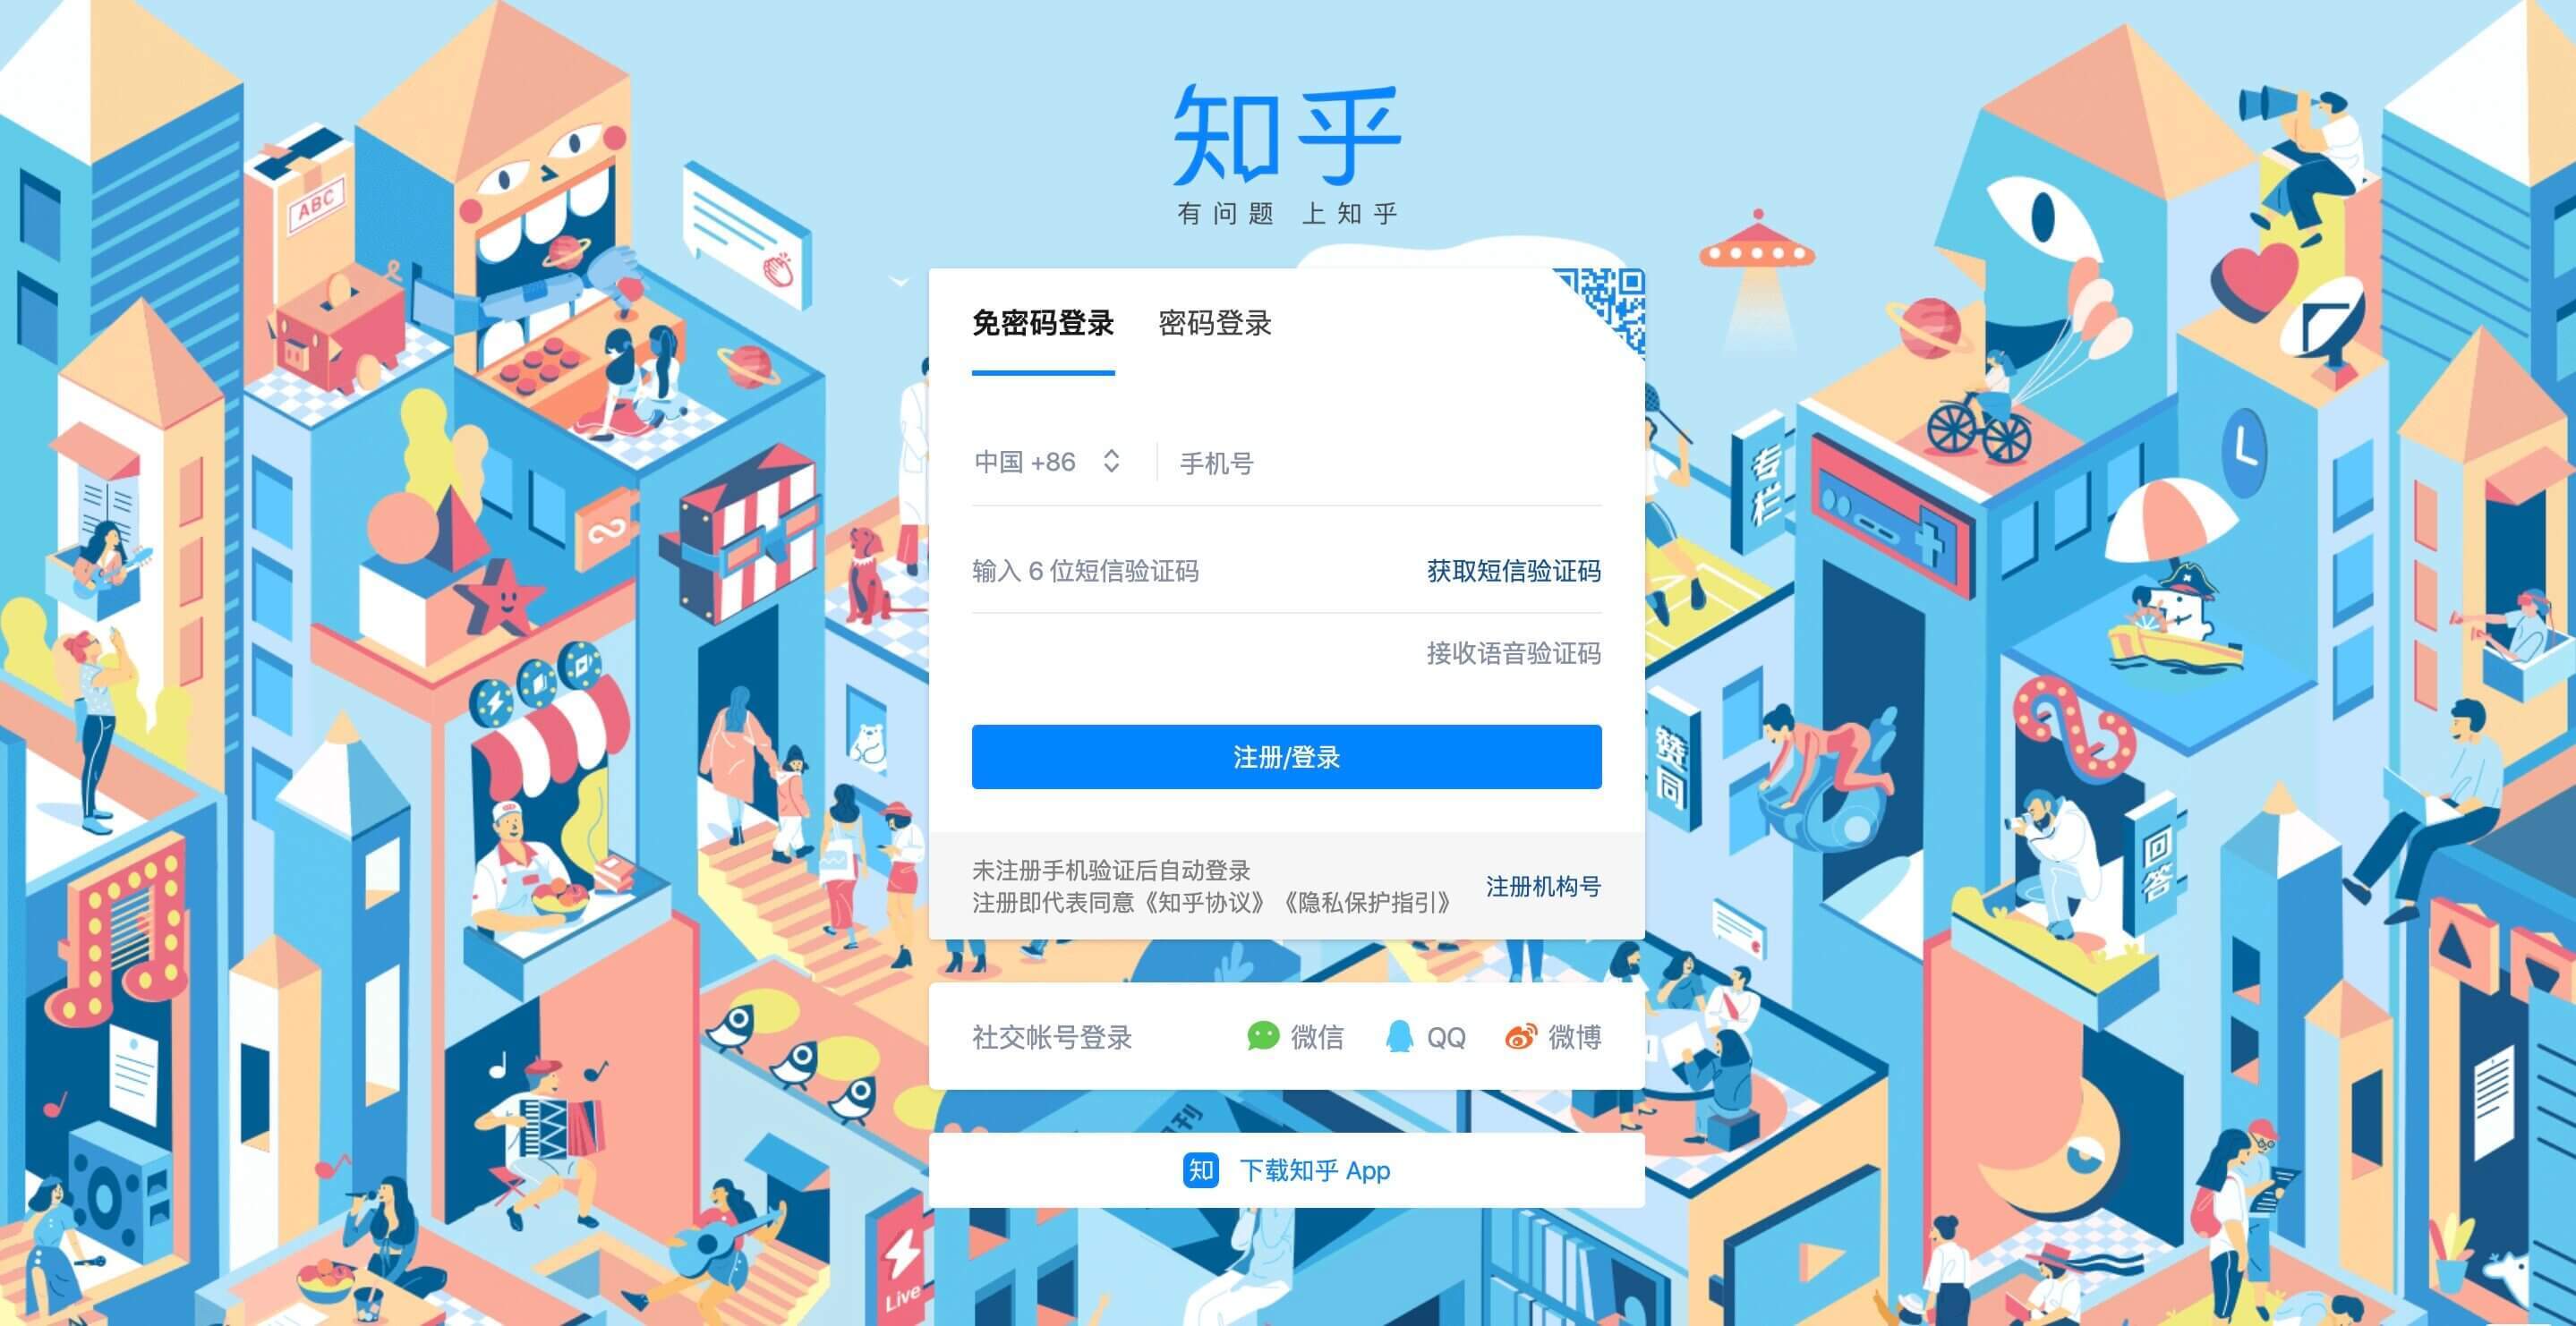 知乎
有问题 上知乎
免密码登录 密码登录
中国 +86 手机号
输入 6 位短信验证码 获取短信验证码
接收语音验证码
注册/登录
未注册手机验证后自动登录
注册即代表同意《知乎协议》《隐私保护指引》
注册机构号
社交帐号登录 微信 QQ 微博
知 下载知乎 App
ABC
专栏
赞同
回答
刊
Live